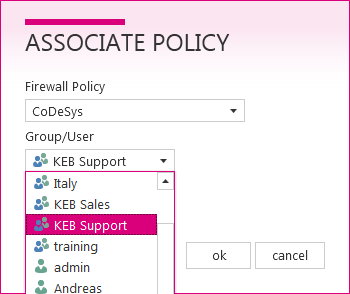 ASSOCIATE POLICY
Firewall Policy
CoDeSys
Group/User
KEB Support
Italy
KEB Sales
KEB Support
training
admin
Andreas
ok cancel